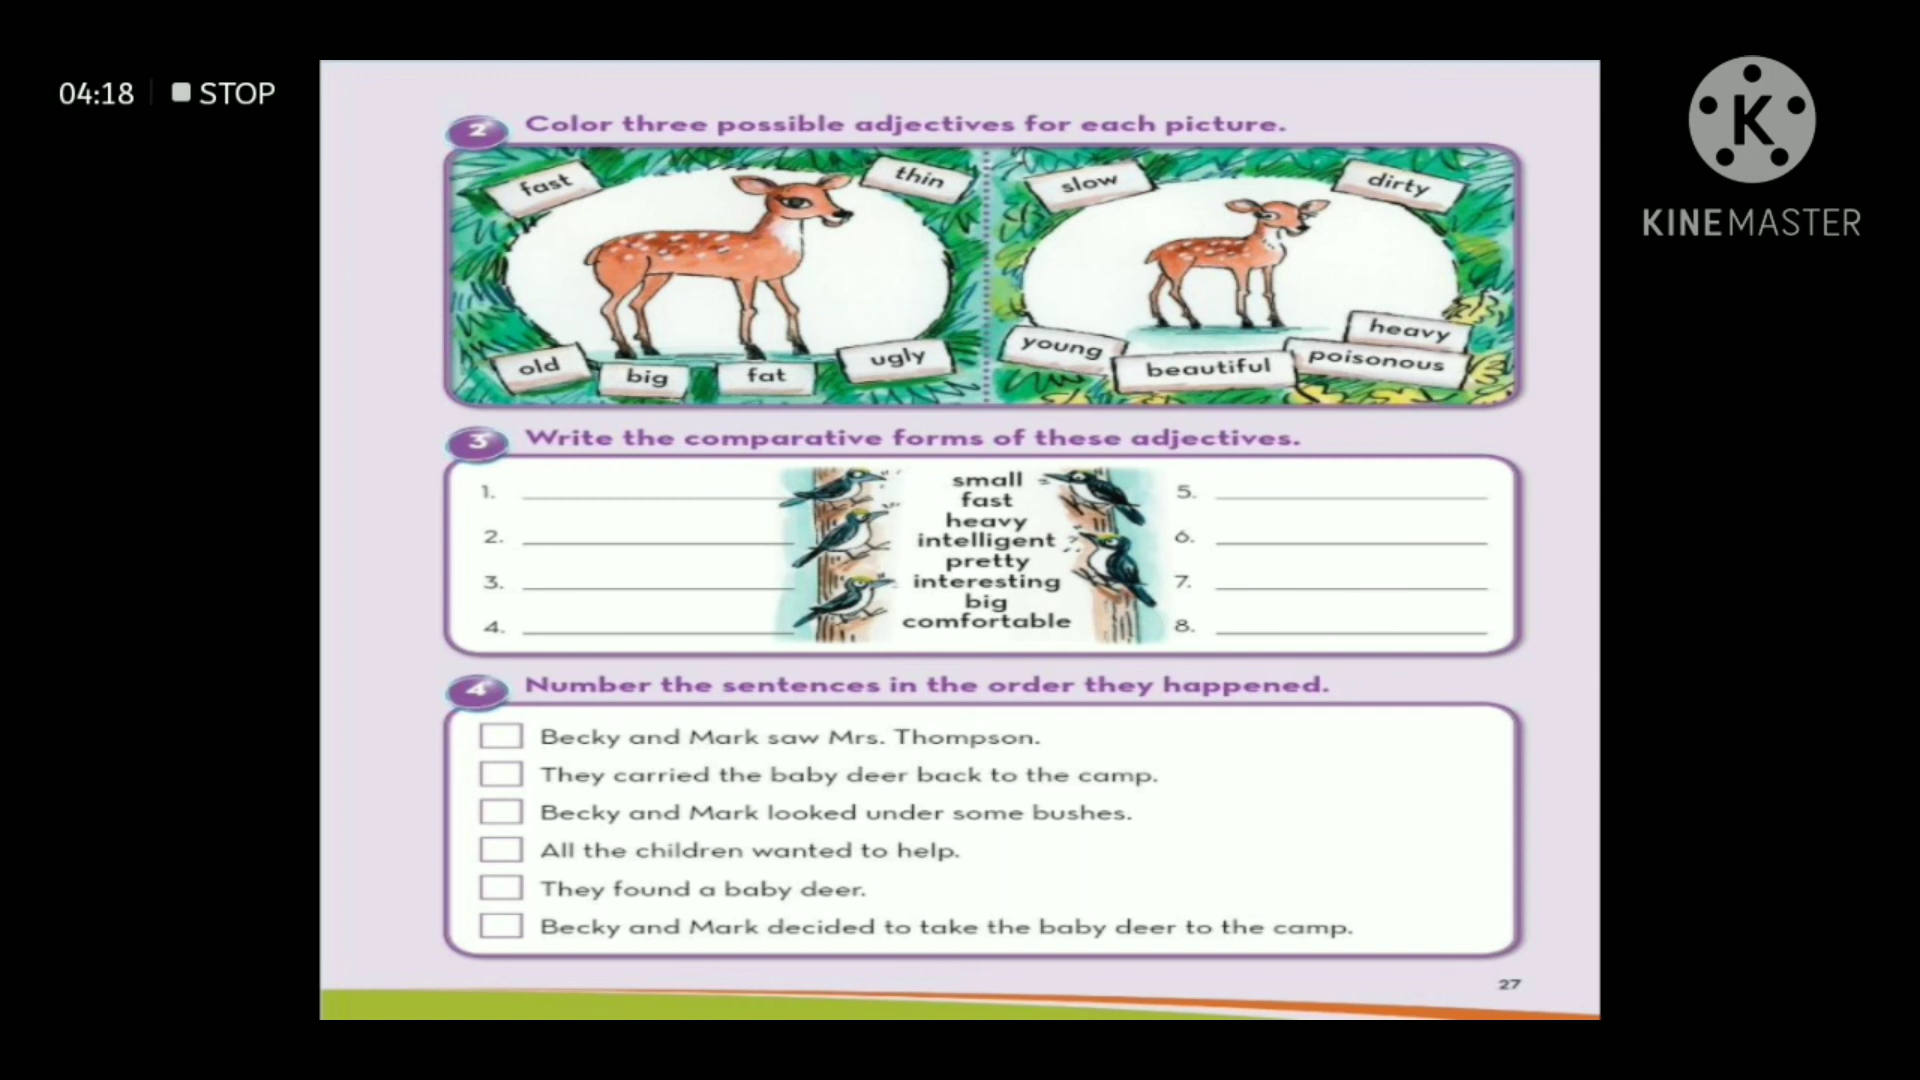 04:18 STOP
KINEMASTER
2 Color three possible adjectives for each picture.
fast
thin
old
big
fat
ugly
slow
dirty
young
beautiful
heavy
poisonous
3 Write the comparative forms of these adjectives.
1.
2.
3.
4.
small
fast
heavy
intelligent
pretty
interesting
big
comfortable
5.
6.
7.
8.
4 Number the sentences in the order they happened.
Becky and Mark saw Mrs. Thompson.
They carried the baby deer back to the camp.
Becky and Mark looked under some bushes.
All the children wanted to help.
They found a baby deer.
Becky and Mark decided to take the baby deer to the camp.
27